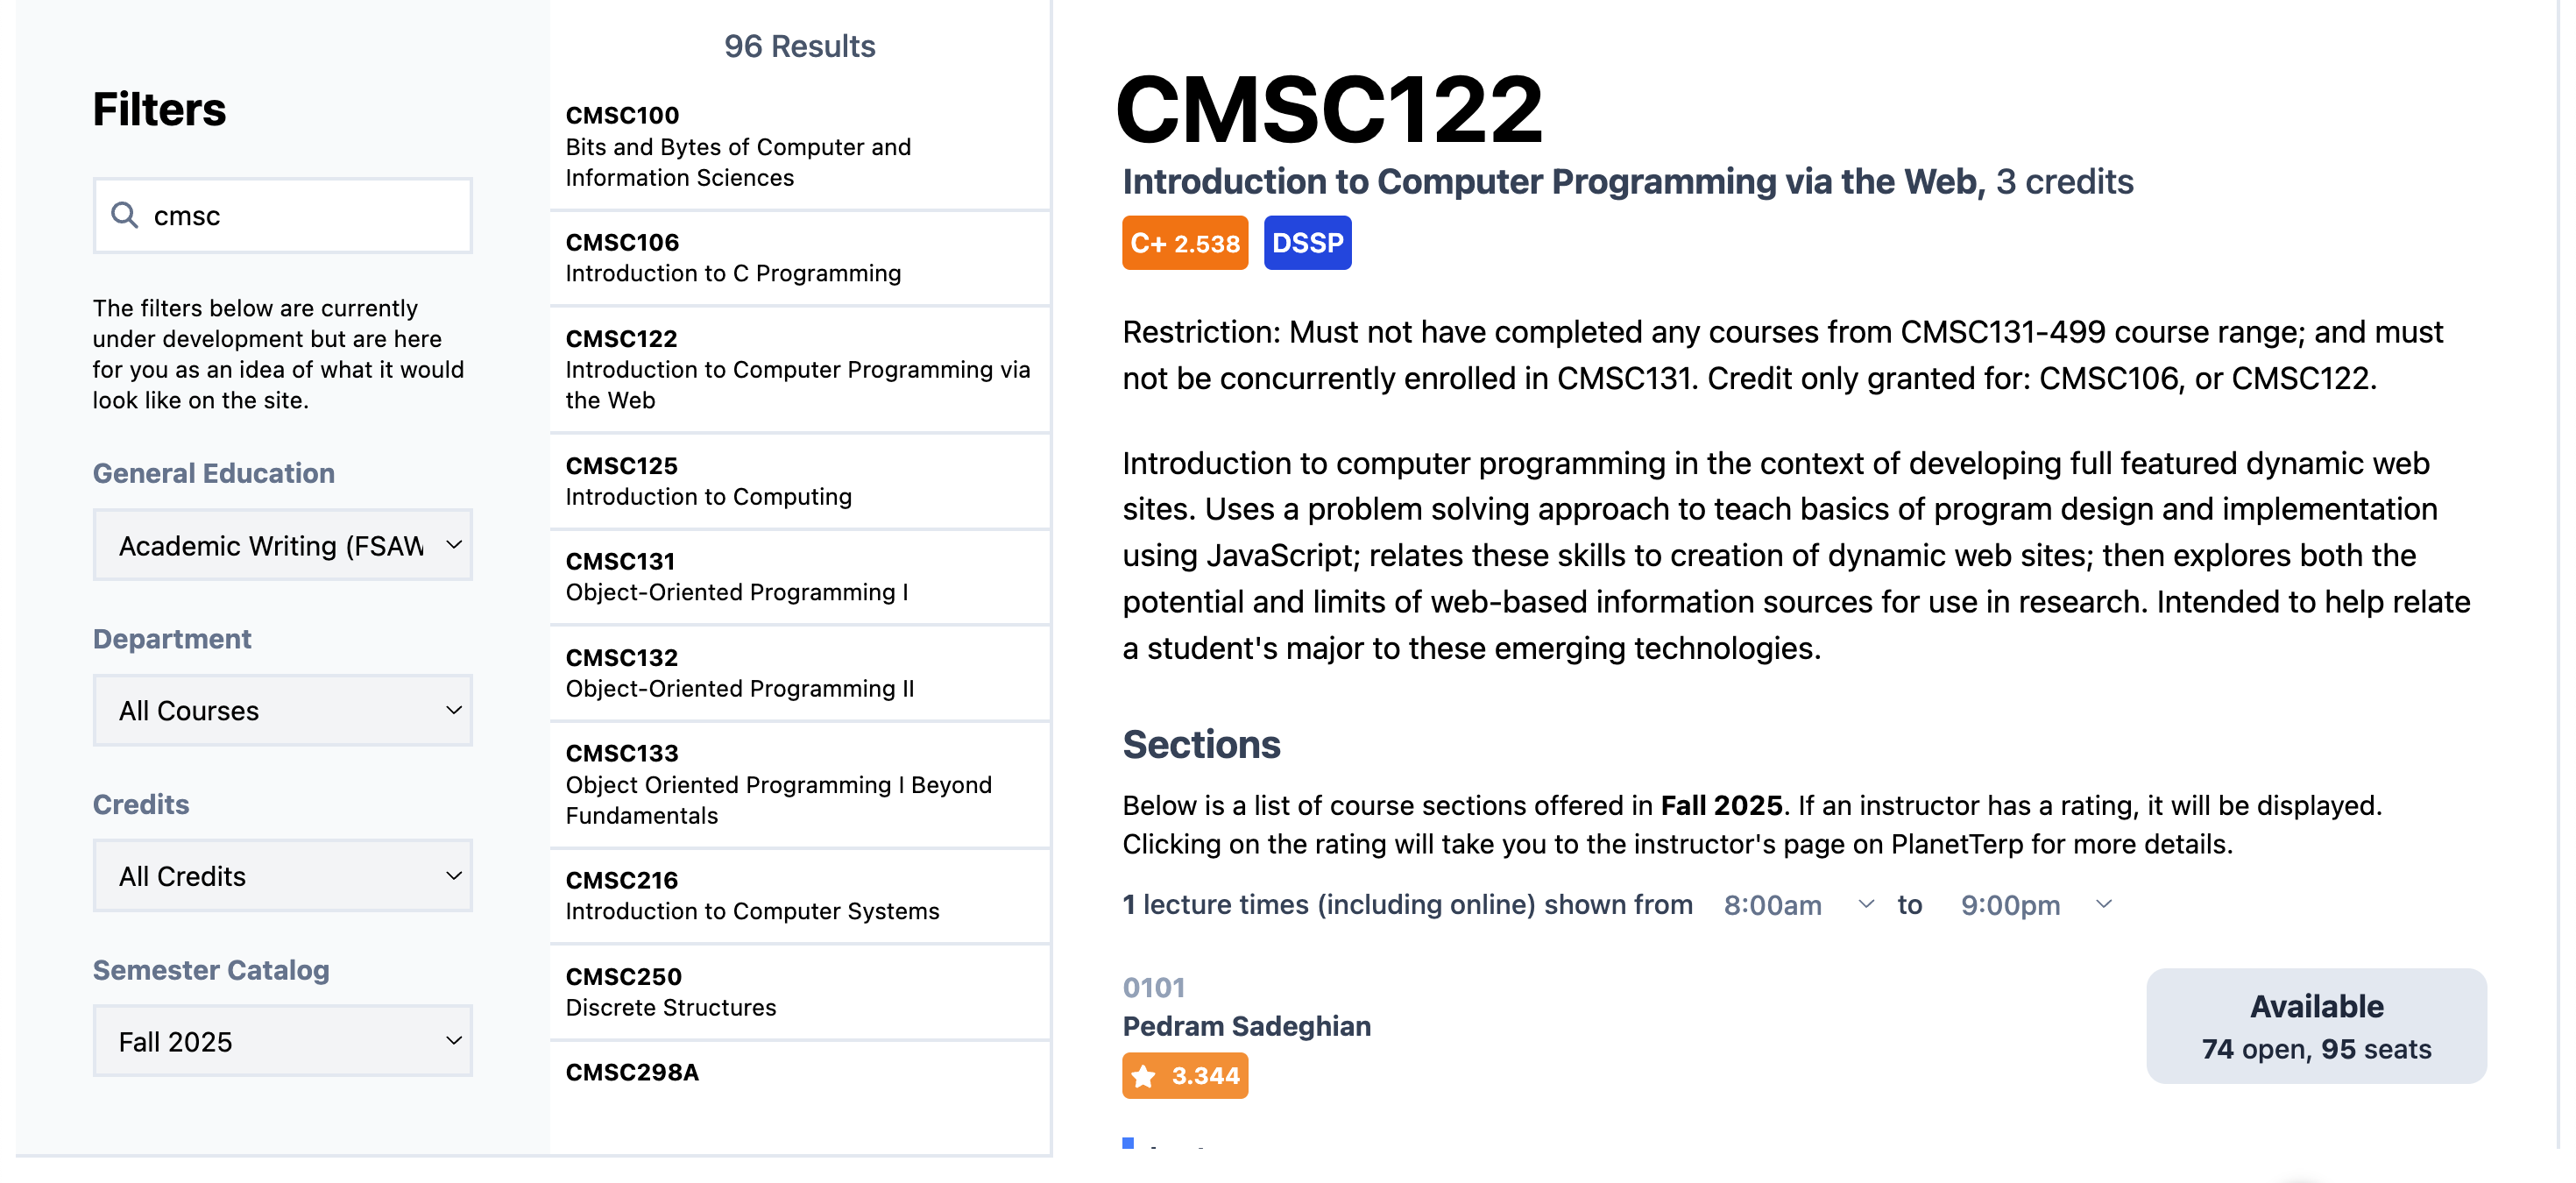 Filters
cmsc
The filters below are currently
under development but are here
for you as an idea of what it would
look like on the site.
General Education
Academic Writing (FSAW
Department
All Courses
Credits
All Credits
Semester Catalog
Fall 2025
96 Results
CMSC100
Bits and Bytes of Computer and
Information Sciences
CMSC106
Introduction to C Programming
CMSC122
Introduction to Computer Programming via
the Web
CMSC125
Introduction to Computing
CMSC131
Object-Oriented Programming I
CMSC132
Object-Oriented Programming II
CMSC133
Object Oriented Programming I Beyond
Fundamentals
CMSC216
Introduction to Computer Systems
CMSC250
Discrete Structures
CMSC298A
CMSC122
Introduction to Computer Programming via the Web, 3 credits
C+ 2.538 DSSP
Restriction: Must not have completed any courses from CMSC131-499 course range; and must
not be concurrently enrolled in CMSC131. Credit only granted for: CMSC106, or CMSC122.
Introduction to computer programming in the context of developing full featured dynamic web
sites. Uses a problem solving approach to teach basics of program design and implementation
using JavaScript; relates these skills to creation of dynamic web sites; then explores both the
potential and limits of web-based information sources for use in research. Intended to help relate
a student's major to these emerging technologies.
Sections
Below is a list of course sections offered in Fall 2025. If an instructor has a rating, it will be displayed.
Clicking on the rating will take you to the instructor's page on PlanetTerp for more details.
1 lecture times (including online) shown from 8:00am to 9:00pm
0101
Pedram Sadeghian
3.344
Available
74 open, 95 seats